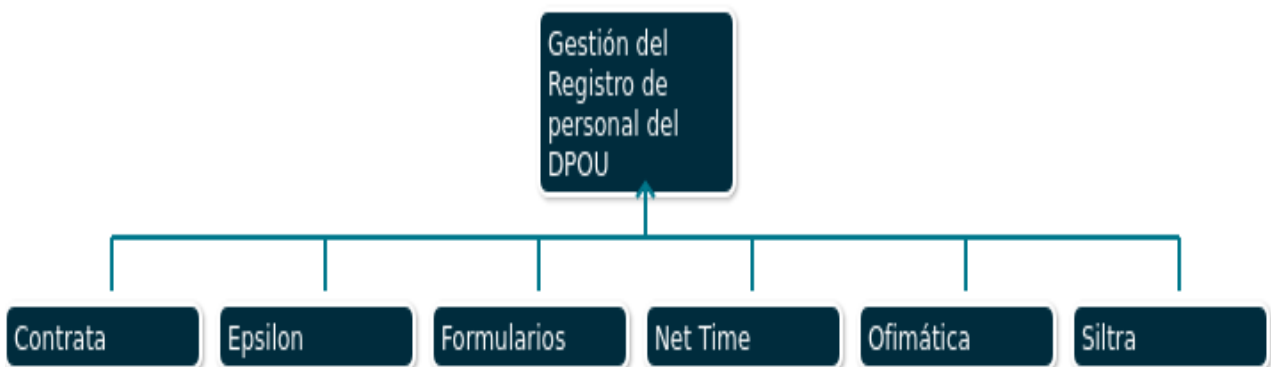 Gestión del
Registro de
personal del
DPOU
Contrata
Epsilon
Formularios
Net Time
Ofimática
Siltra